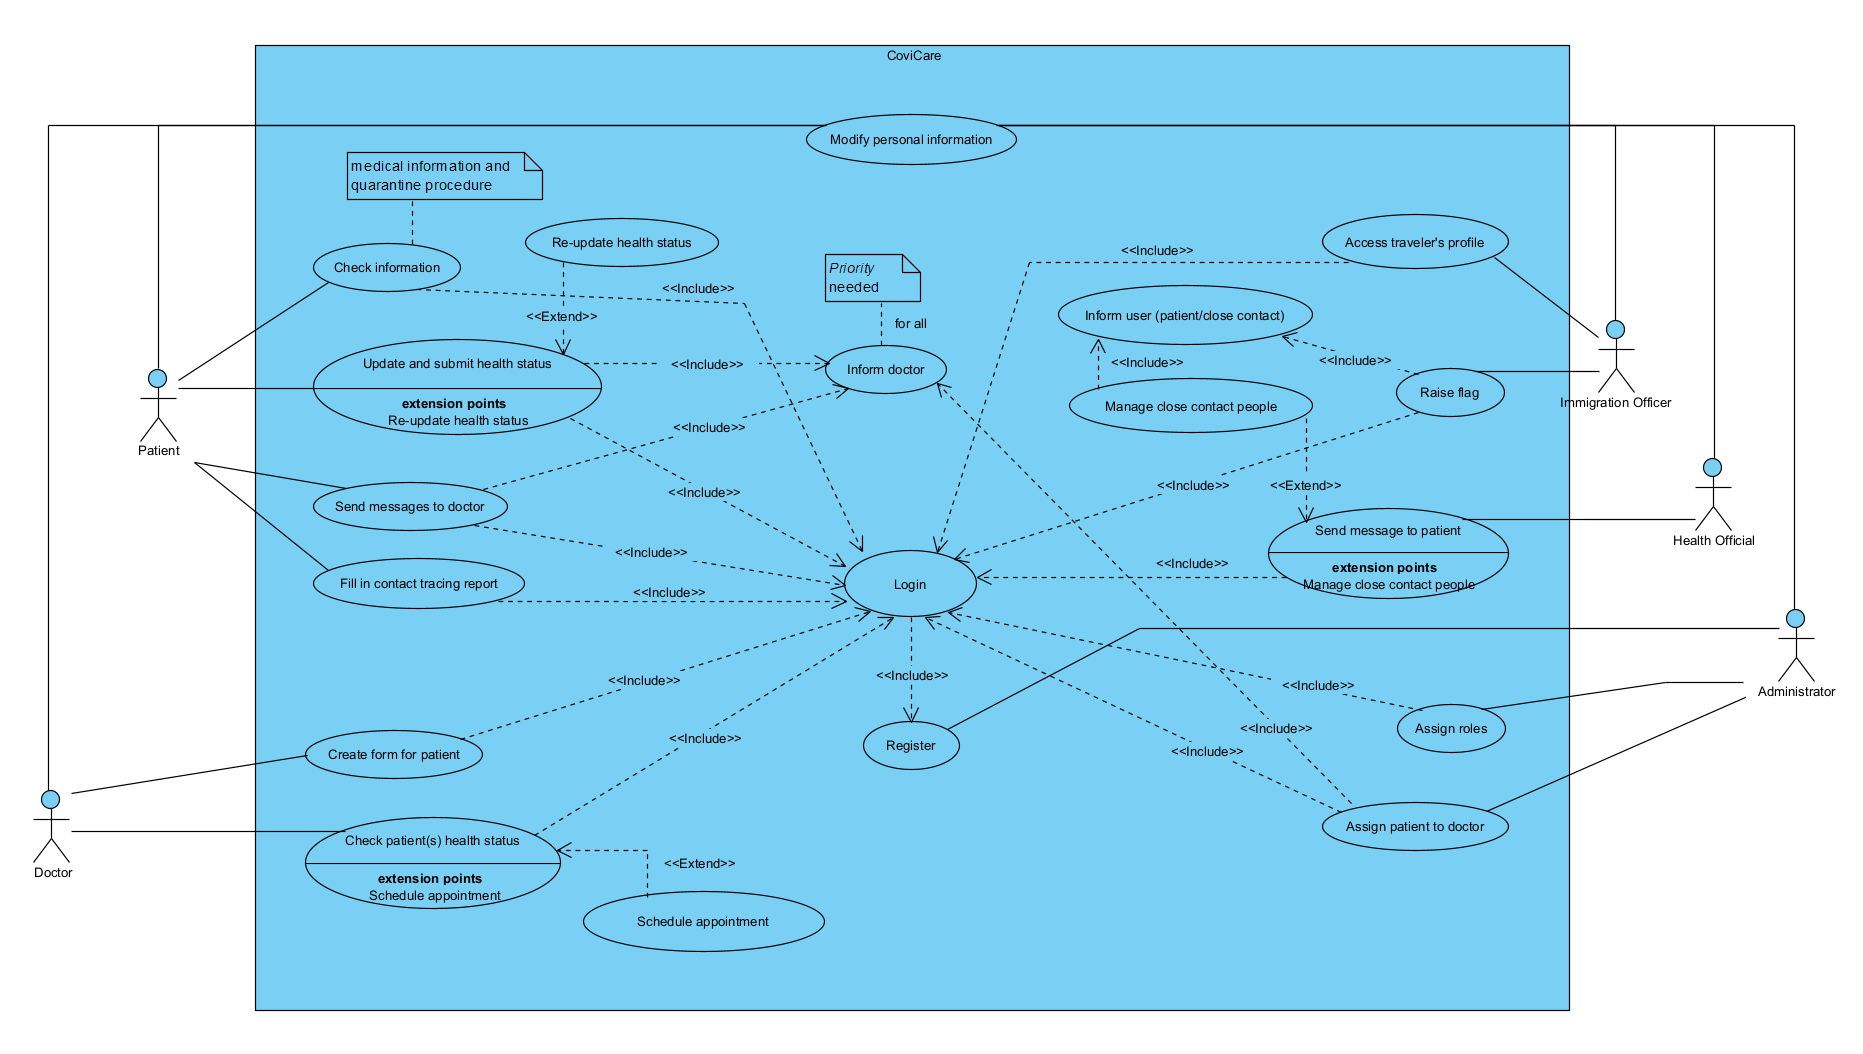 CoviCare
Modify personal information
medical information and
quarantine procedure
Re-update health status
Access traveler's profile
<<Include>>
Check information
Priority
needed
<<Include>>
for all
<<Extend>>
Inform user (patient/close contact)
<<Include>>
<<Include>>
Update and submit health status
extension points
Re-update health status
<<Include>>
Inform doctor
Manage close contact people
Raise flag
Immigration Officer
Patient
<<Include>>
<<Include>>
<<Include>>
<<Extend>>
Send messages to doctor
Send message to patient
extension points
Manage close contact people
Health Official
<<Include>>
<<Include>>
Fill in contact tracing report
<<Include>>
Login
<<Include>>
<<Include>>
<<Include>>
Administrator
<<Include>>
<<Include>>
<<Include>>
Assign roles
Create form for patient
Register
<<Include>>
Check patient(s) health status
extension points
Schedule appointment
Assign patient to doctor
<<Extend>>
Doctor
Schedule appointment